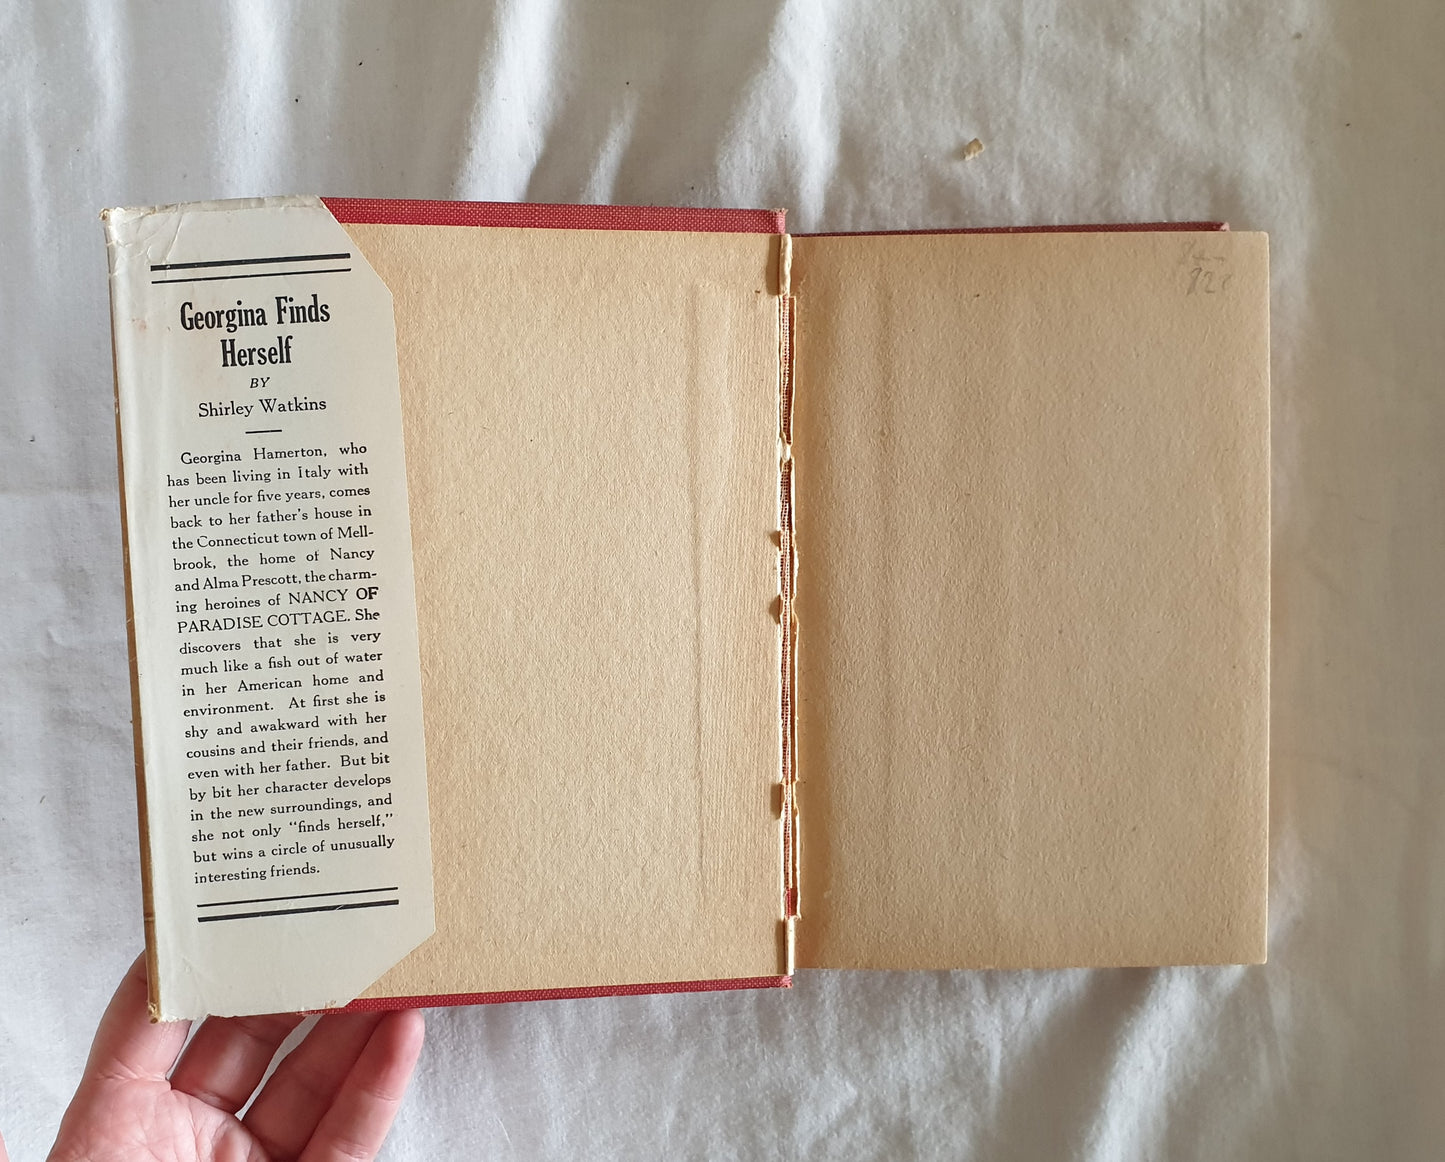 Georgina Finds
Herself
BY
Shirley Watkins
Georgina Hamerton, who
has been living in Italy with
her uncle for five years, comes
back to her father's house in
the Connecticut town of Mell-
brook, the home of Nancy
and Alma Prescott, the charm-
ing heroines of NANCY OF
PARADISE COTTAGE. She
discovers that she is very
much like a fish out of water
in her American home and
environment. At first she is
shy and awakward with her
cousins and their friends, and
even with her father. But bit
by bit her character develops
in the new surroundings, and
she not only "finds herself,"
but wins a circle of unusually
interesting friends.